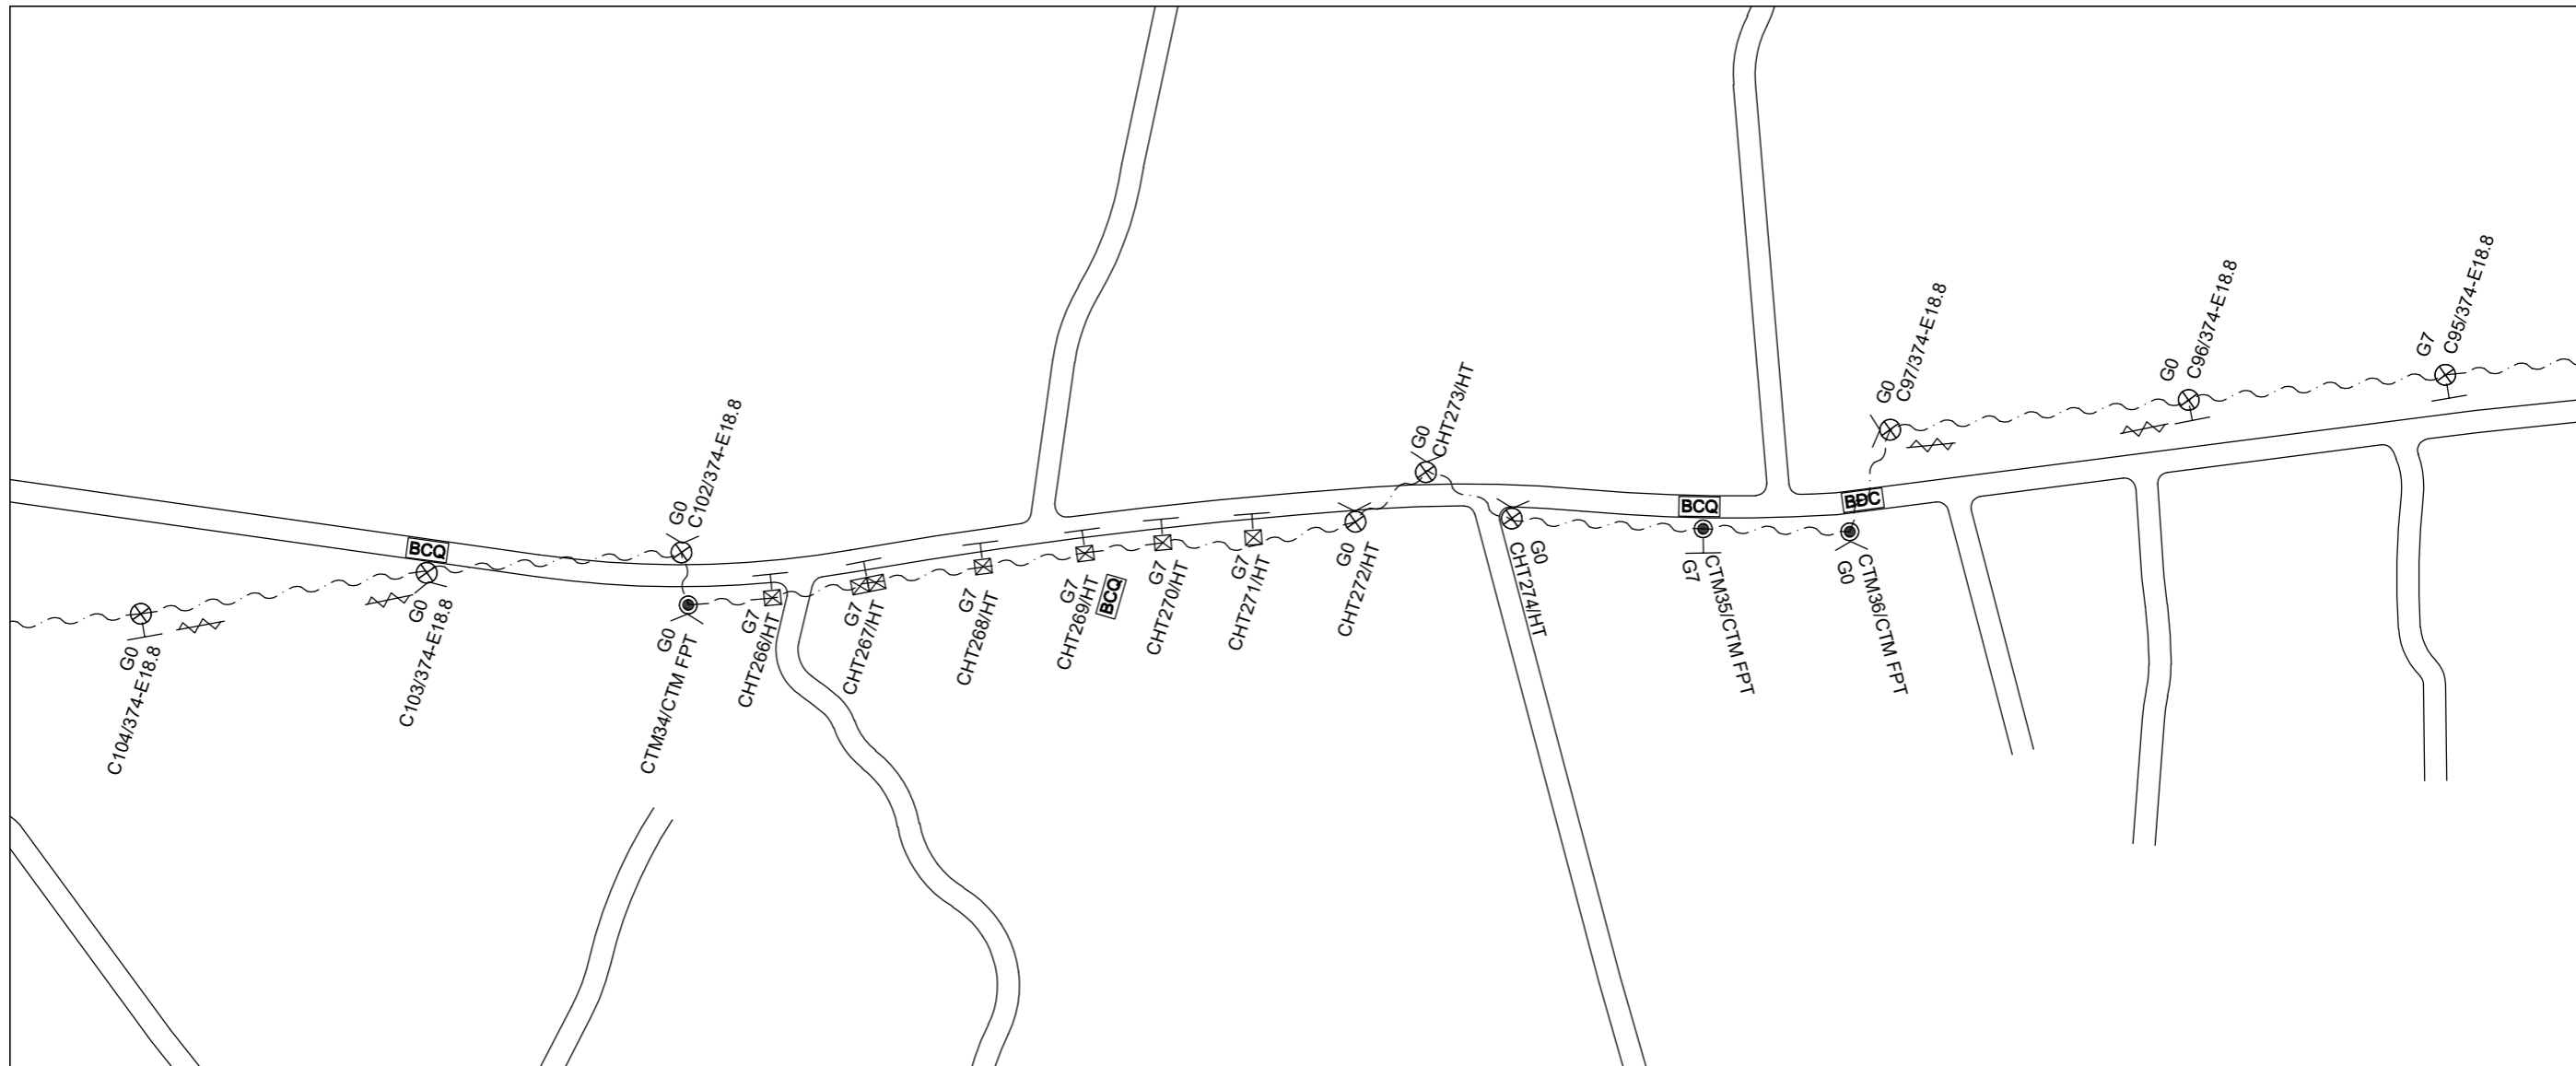 G0
C104/374-E18.8
BCQ
G0
C103/374-E18.8
G0
C102/374-E18.8
G0
CTM34/CTM FPT
G7
CHT266/HT
G7
CHT267/HT
G7
CHT268/HT
G7
CHT269/HT
BCQ
G7
CHT270/HT
G7
CHT271/HT
G0
CHT272/HT
G0
CHT273/HT
G0
CHT274/HT
BCQ
G7
CTM35/CTM FPT
BĐC
G0
CTM36/CTM FPT
G0
C97/374-E18.8
G0
C96/374-E18.8
G7
C95/374-E18.8